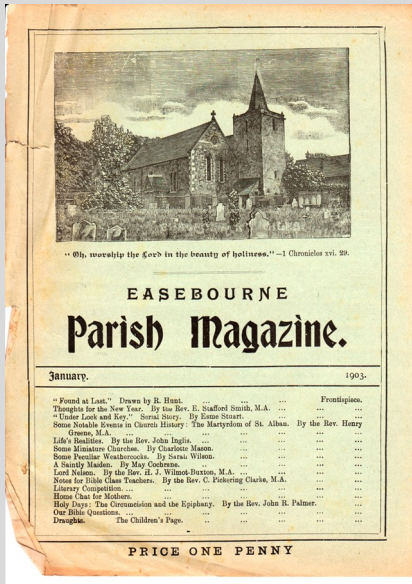 “ Oh, worship the Lord in the beauty of holiness.” —1 Chronicles xvi. 29.
EASEBOURNE
Parish Magazine.
January. 1903.
“ Found at Last.” Drawn by R. Hunt. ... ... ... ... Frontispiece.
Thoughts for the New Year. By the Rev. E. Stafford Smith, M.A. ... ... ...
“ Under Lock and Key.” Serial Story. By Esme Stuart. ... ...
Some Notable Events in Church History : The Martyrdom of St. Alban. By the Rev. Henry
Greene, M.A. ... ... ... ... ... ... ...
Life's Realities. By the Rev. John Inglis. ... ... ... ... ...
Some Miniature Churches. By Charlotte Mason. ... ... ... ...
Some Peculiar Weathercocks. By Sarah Wilson. ... ... ... ...
A Saintly Maiden. By May Cochrane. .. ... ... ... ...
Lord Nelson. By the Rev. H. J. Wilmot-Buxton, M.A. ... ... ... ...
Notes for Bible Class Teachers. By the Rev. C. Pickering Clarke, M.A. ... ...
Literary Competition. ... ... ... ... ... ... ...
Home Chat for Mothers. ... ... ... ... ... ...
Holy Days : The Circumcision and the Epiphany. By the Rev. John R. Palmer. ... ...
Our Bible Questions. ... ... ... ... ... ... ...
Draughts. The Children's Page. .. ... ... ... ...
PRICE ONE PENNY